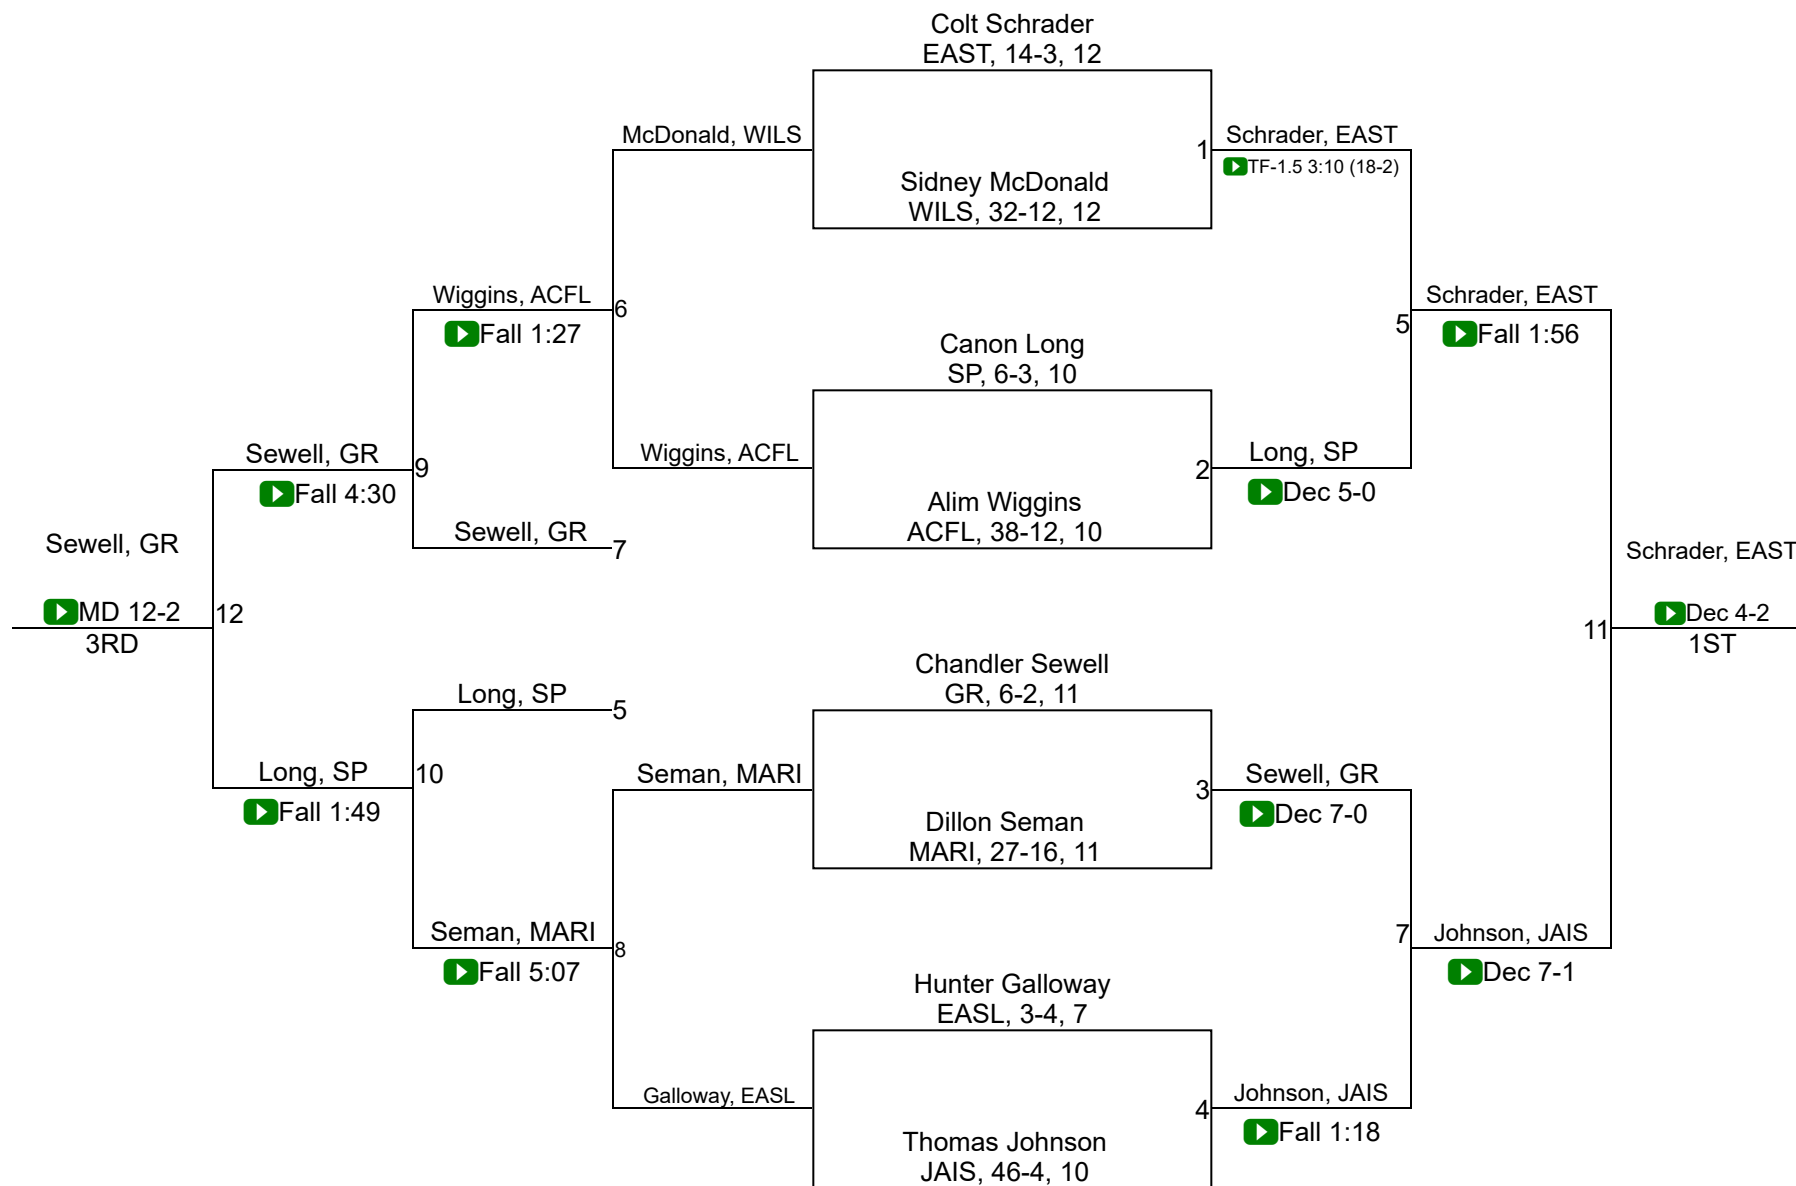 Colt Schrader
EAST, 14-3, 12
McDonald, WILS
1
Schrader, EAST
TF-1.5 3:10 (18-2)
Sidney McDonald
WILS, 32-12, 12
Wiggins, ACFL
6
Fall 1:27
Schrader, EAST
5
Fall 1:56
Canon Long
SP, 6-3, 10
Sewell, GR
9
Fall 4:30
Wiggins, ACFL
2
Long, SP
Dec 5-0
Alim Wiggins
ACFL, 38-12, 10
Sewell, GR
7
Sewell, GR
MD 12-2
12
3RD
Schrader, EAST
11
Dec 4-2
1ST
Chandler Sewell
GR, 6-2, 11
Long, SP
5
Long, SP
10
Fall 1:49
Seman, MARI
3
Sewell, GR
Dec 7-0
Dillon Seman
MARI, 27-16, 11
Seman, MARI
8
Fall 5:07
7
Johnson, JAIS
Dec 7-1
Hunter Galloway
EASL, 3-4, 7
Galloway, EASL
4
Johnson, JAIS
Fall 1:18
Thomas Johnson
JAIS, 46-4, 10